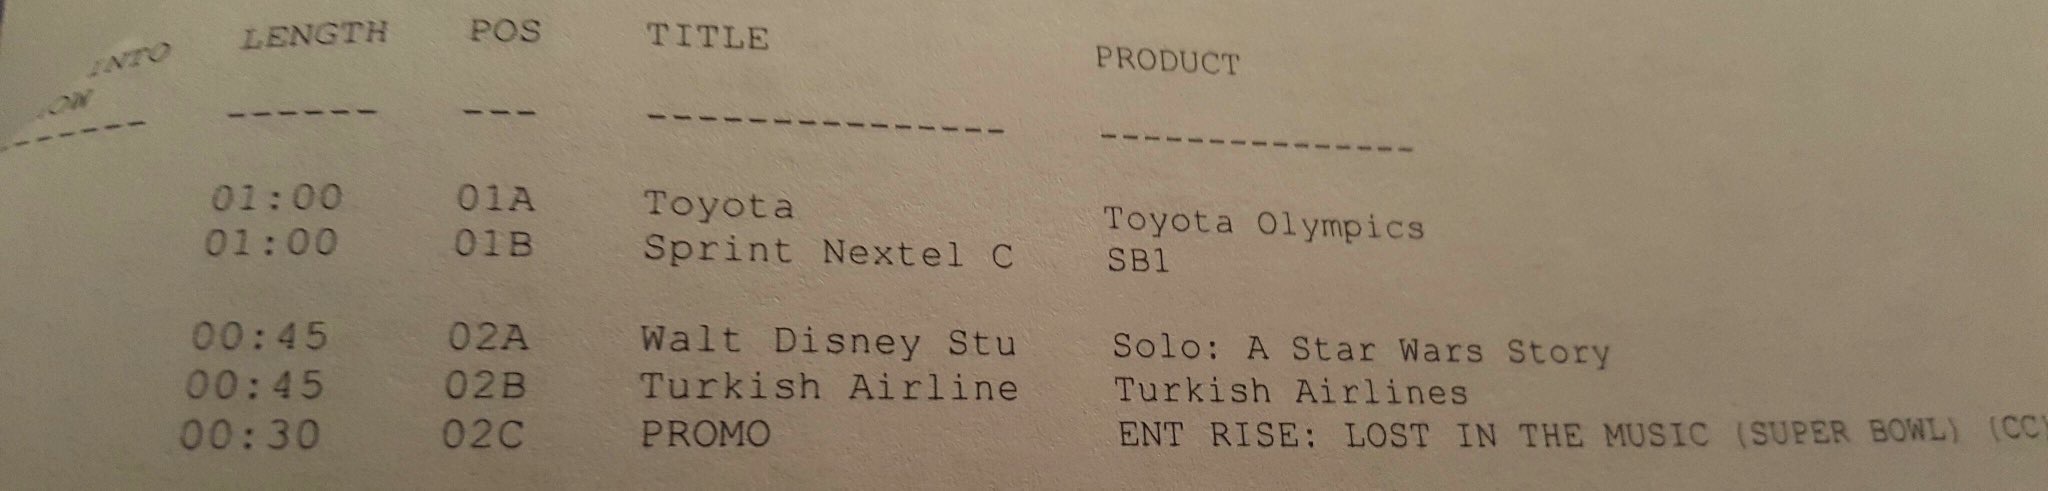 INTO LENGTH POS TITLE PRODUCT
OW
------ ------ --- --------------- ---------------
01:00 01A Toyota Toyota Olympics
01:00 01B Sprint Nextel C SB1
00:45 02A Walt Disney Stu Solo: A Star Wars Story
00:45 02B Turkish Airline Turkish Airlines
00:30 02C PROMO ENT RISE: LOST IN THE MUSIC (SUPER BOWL) (CC)